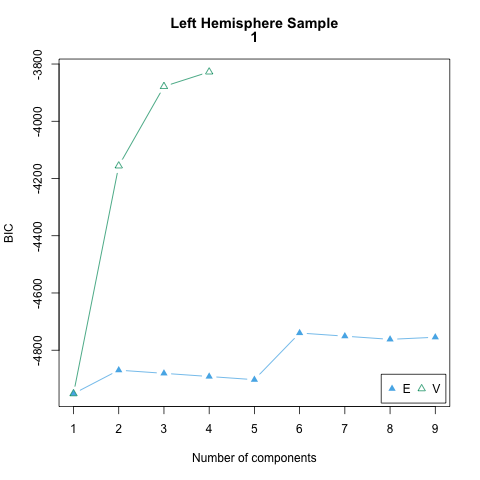 Left Hemisphere Sample
1
BIC
-3800
-4000
-4200
-4400
-4600
-4800
1 2 3 4 5 6 7 8 9
Number of components
E V